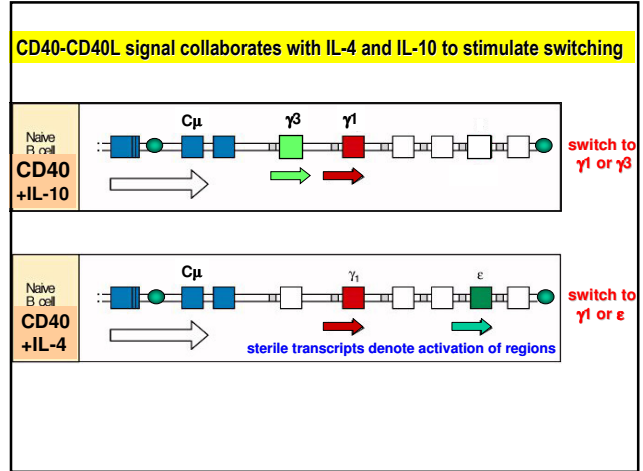 CD40-CD40L signal collaborates with IL-4 and IL-10 to stimulate switching
Cμ γ3 γ1
Naive
B cell
CD40
+IL-10
switch to
γ1 or γ3
Cμ γ1 ε
Naive
B cell
CD40
+IL-4
switch to
γ1 or ε
sterile transcripts denote activation of regions